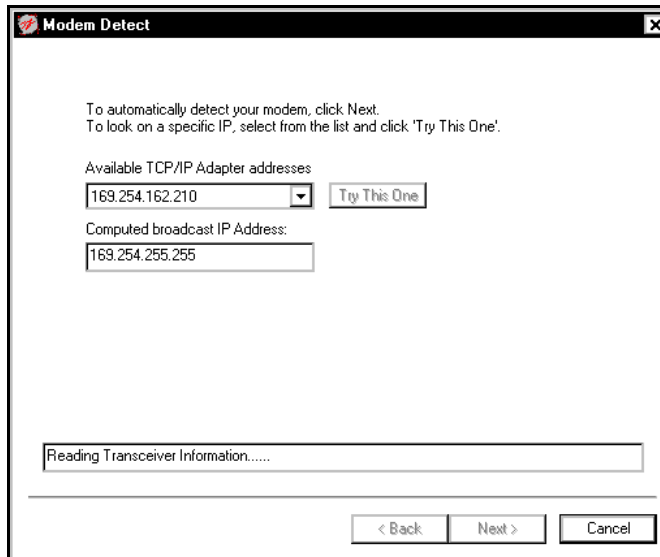 Modem Detect
To automatically detect your modem, click Next.
To look on a specific IP, select from the list and click 'Try This One'.
Available TCP/IP Adapter addresses
169.254.162.210
Try This One
Computed broadcast IP Address:
169.254.255.255
Reading Transceiver Information......
< Back
Next >
Cancel